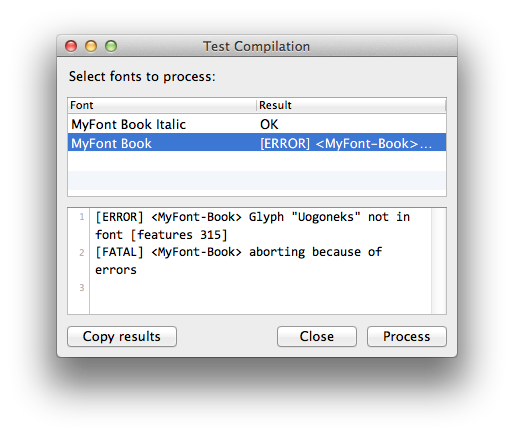 Test Compilation
Select fonts to process:
Font Result
MyFont Book Italic OK
MyFont Book [ERROR] <MyFont-Book>...
1 [ERROR] <MyFont-Book> Glyph "Uogoneks" not in
font [features 315]
2 [FATAL] <MyFont-Book> aborting because of
errors
3
Copy results Close Process